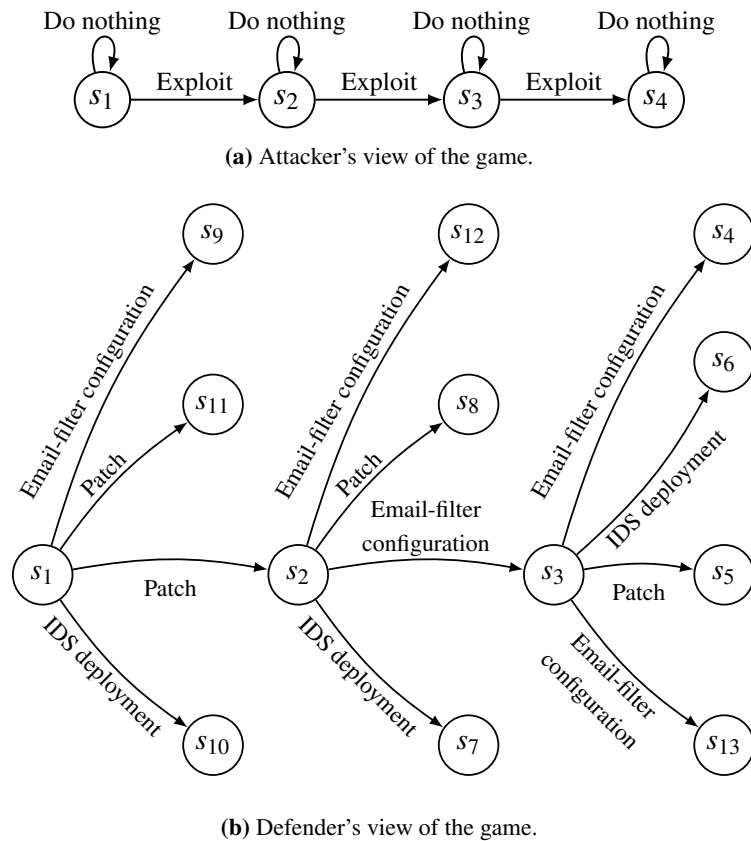 Do nothing Do nothing Do nothing Do nothing
s1 Exploit s2 Exploit s3 Exploit s4
(a) Attacker's view of the game.
s9 s12 s4
Email-filter configuration Email-filter configuration Email-filter configuration
s6
s11 s8
Patch Patch IDS deployment
Email-filter
configuration
s1 s2 s3 s5
Patch Patch
IDS deployment IDS deployment Email-filter
configuration
s10 s7 s13
(b) Defender's view of the game.